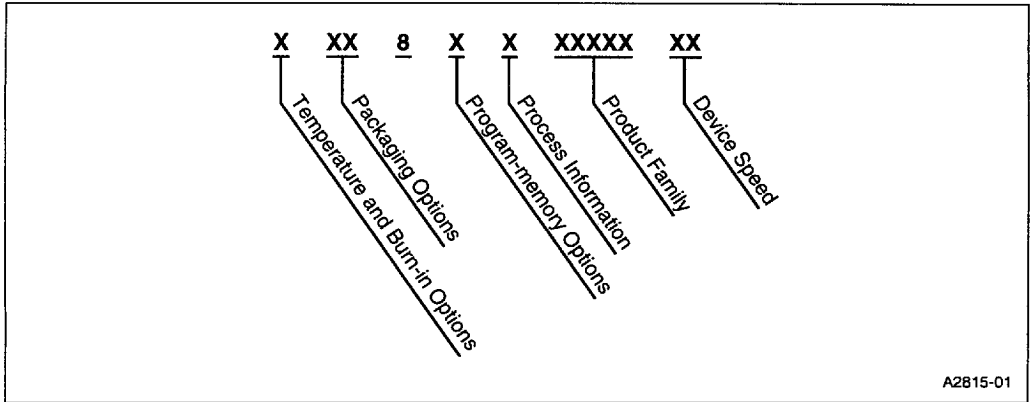 X XX 8 X X XXXXX XX
Temperature and Burn-in Options
Packaging Options
Program-memory Options
Process Information
Product Family
Device Speed
A2815-01